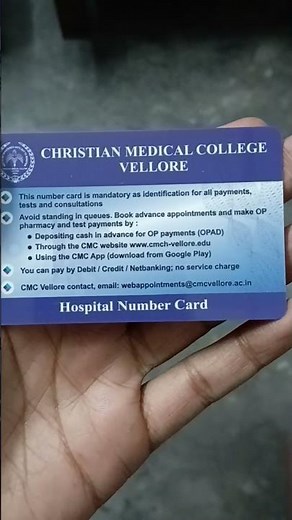 CHRISTIAN MEDICAL COLLEGE
VELLORE
This number card is mandatory as identification for all payments,
tests and consultations
Avoid standing in queues. Book advance appointments and make OP
pharmacy and test payments by :
Depositing cash in advance for OP payments (OPAD)
Through the CMC website www.cmch-vellore.edu
Using the CMC App (download from Google Play)
You can pay by Debit / Credit / Netbanking; no service charge
CMC Vellore contact, email: webappointments@cmcvellore.ac.in
Hospital Number Card